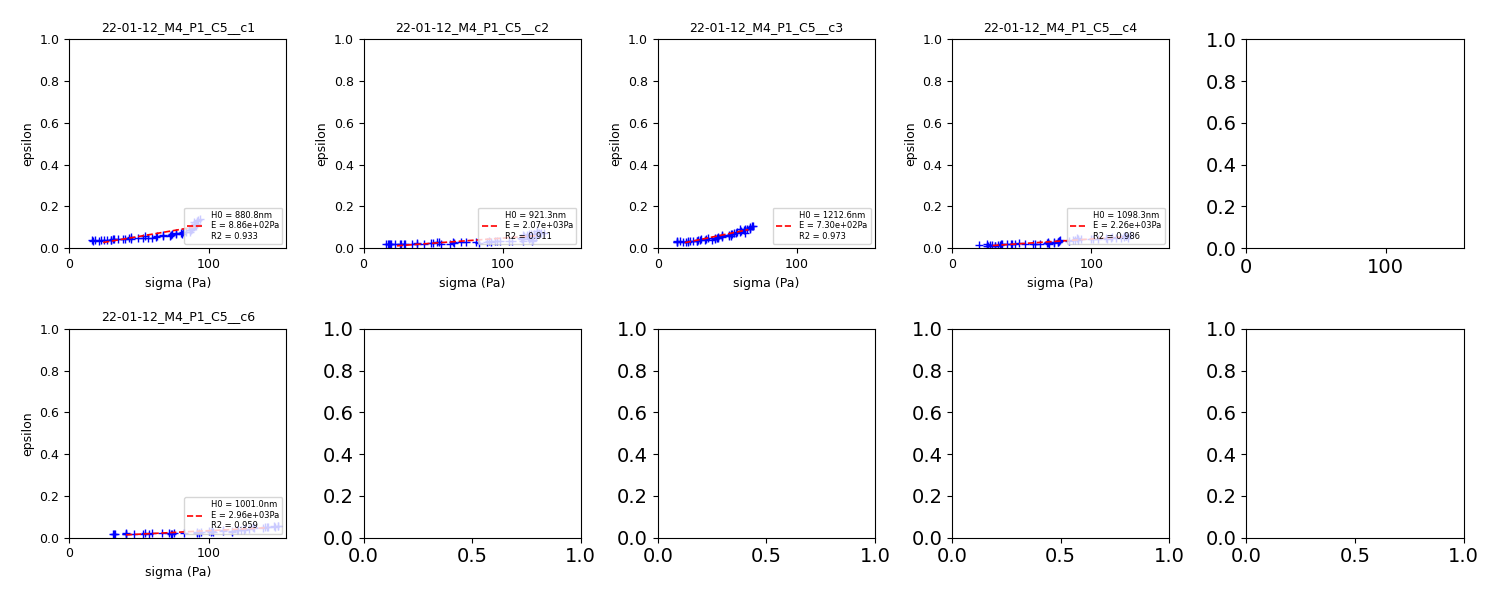 22-01-12_M4_P1_C5__c1
1.0
0.8
0.6
0.4
0.2
0.0
epsilon
H0 = 880.8nm
E = 8.86e+02Pa
R2 = 0.933
0
100
sigma (Pa)
22-01-12_M4_P1_C5__c2
1.0
0.8
0.6
0.4
0.2
0.0
epsilon
H0 = 921.3nm
E = 2.07e+03Pa
R2 = 0.911
0
100
sigma (Pa)
22-01-12_M4_P1_C5__c3
1.0
0.8
0.6
0.4
0.2
0.0
epsilon
H0 = 1212.6nm
E = 7.30e+02Pa
R2 = 0.973
0
100
sigma (Pa)
22-01-12_M4_P1_C5__c4
1.0
0.8
0.6
0.4
0.2
0.0
epsilon
H0 = 1098.3nm
E = 2.26e+03Pa
R2 = 0.986
0
100
sigma (Pa)
1.0
0.8
0.6
0.4
0.2
0.0
0
100
22-01-12_M4_P1_C5__c6
1.0
0.8
0.6
0.4
0.2
0.0
epsilon
H0 = 1001.0nm
E = 2.96e+03Pa
R2 = 0.959
0
100
sigma (Pa)
1.0
0.8
0.6
0.4
0.2
0.0
0.0
0.5
1.0
1.0
0.8
0.6
0.4
0.2
0.0
0.0
0.5
1.0
1.0
0.8
0.6
0.4
0.2
0.0
0.0
0.5
1.0
1.0
0.8
0.6
0.4
0.2
0.0
0.0
0.5
1.0